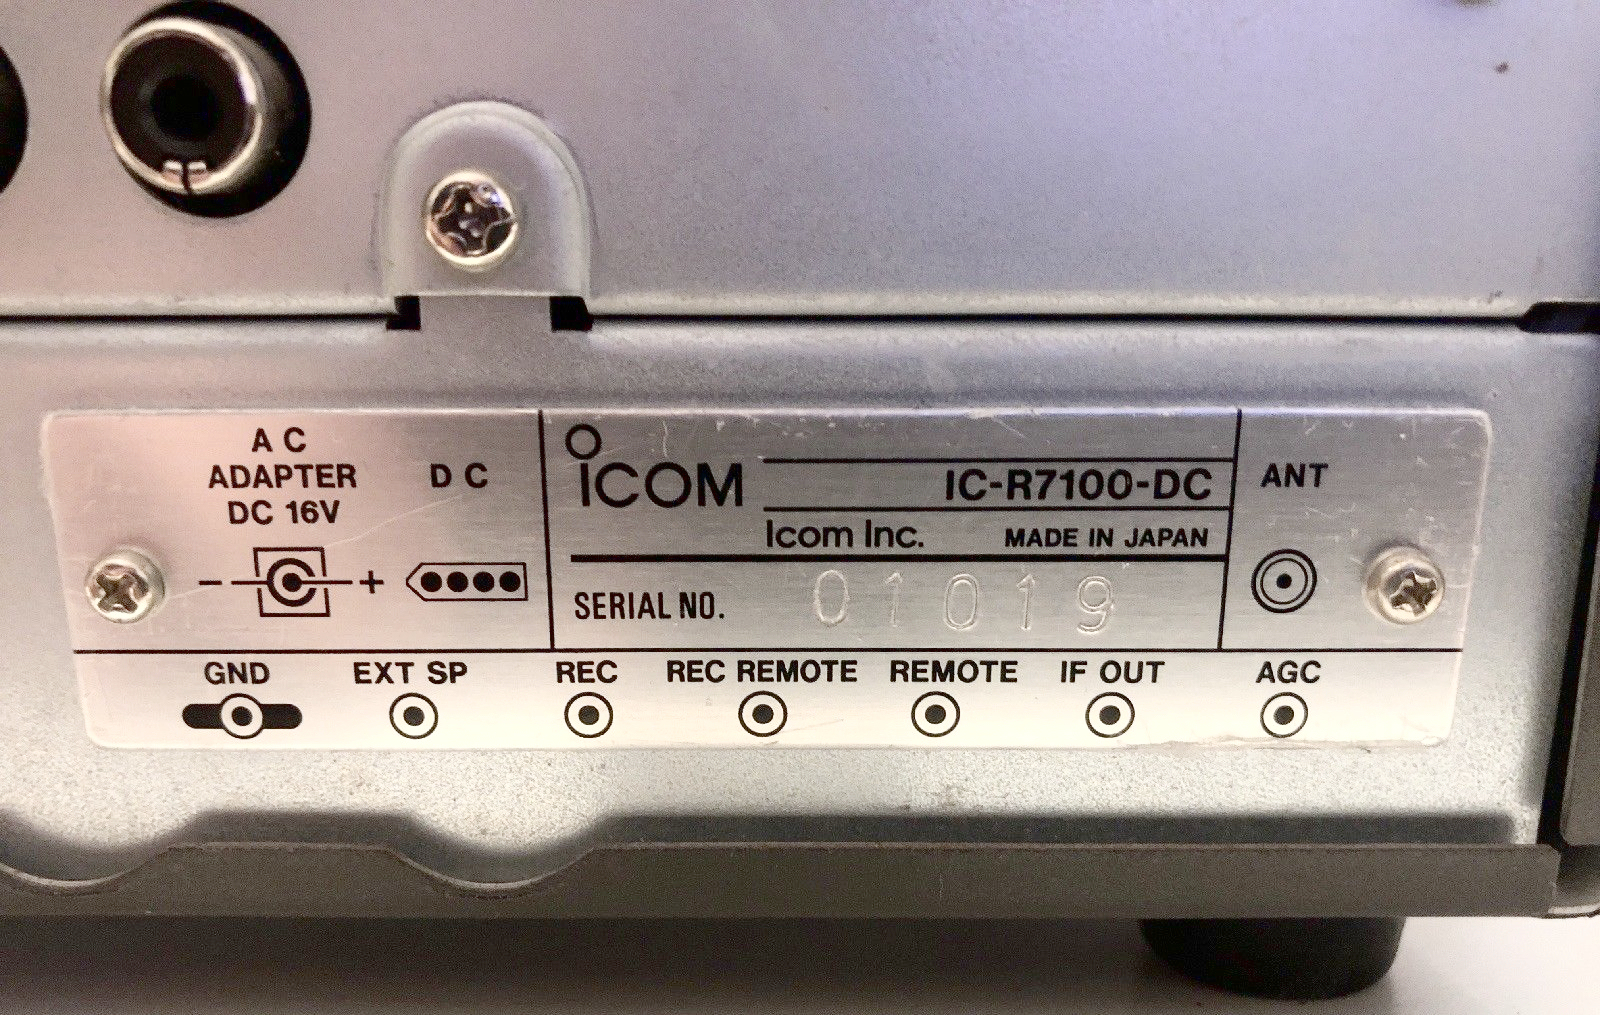 A C
ADAPTER
DC 16V
D C
− +
ICOM
IC-R7100-DC
Icom Inc. MADE IN JAPAN
SERIAL NO. 01019
ANT
GND EXT SP REC REC REMOTE REMOTE IF OUT AGC